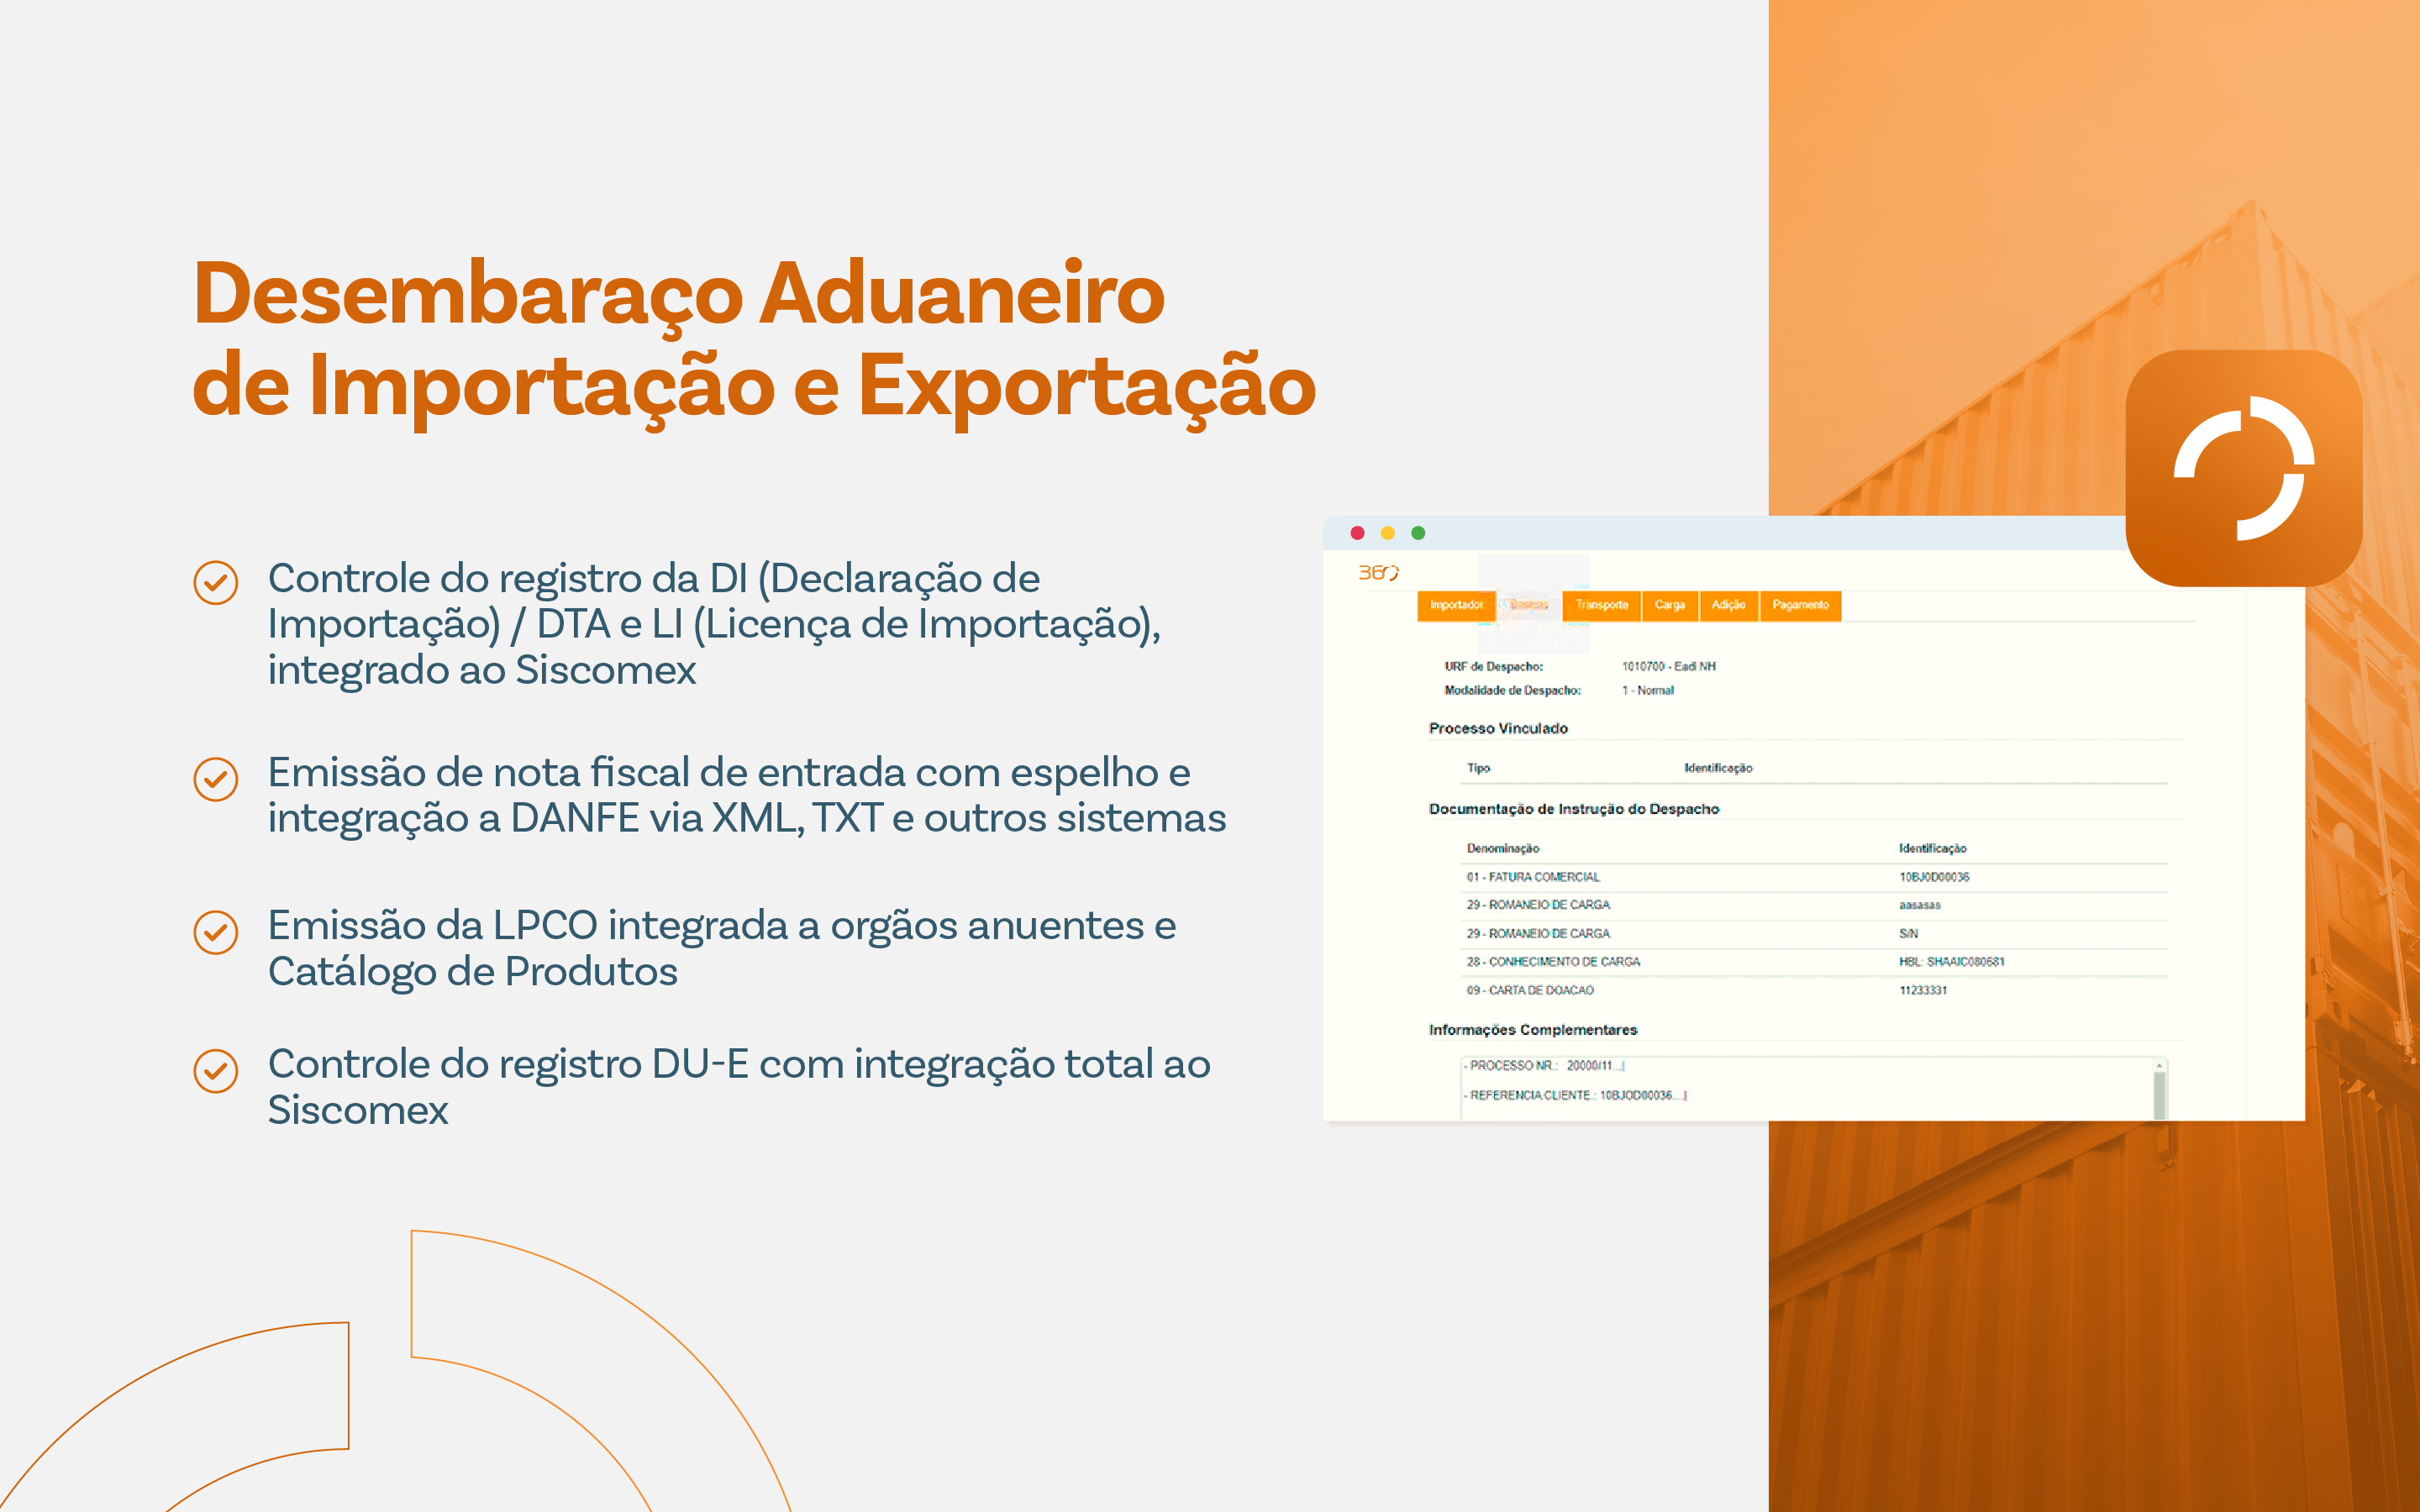 Desembaraço Aduaneiro
de Importação e Exportação
Controle do registro da DI (Declaração de
Importação) / DTA e LI (Licença de Importação),
integrado ao Siscomex
Emissão de nota fiscal de entrada com espelho e
integração a DANFE via XML, TXT e outros sistemas
Emissão da LPCO integrada a orgãos anuentes e
Catálogo de Produtos
Controle do registro DU-E com integração total ao
Siscomex
360
Importador Básicas Transporte Carga Adição Pagamento
URF de Despacho: 1010700 - Eadi NH
Modalidade de Despacho: 1 - Normal
Processo Vinculado
Tipo Identificação
Documentação de Instrução do Despacho
Denominação Identificação
01 - FATURA COMERCIAL 10BJ0D00036
29 - ROMANEIO DE CARGA aasasas
29 - ROMANEIO DE CARGA S/N
28 - CONHECIMENTO DE CARGA HBL: SHAAIC080681
09 - CARTA DE DOACAO 11233331
Informações Complementares
- PROCESSO NR.: 20000/11...|
- REFERENCIA CLIENTE.: 10BJOD00036....|